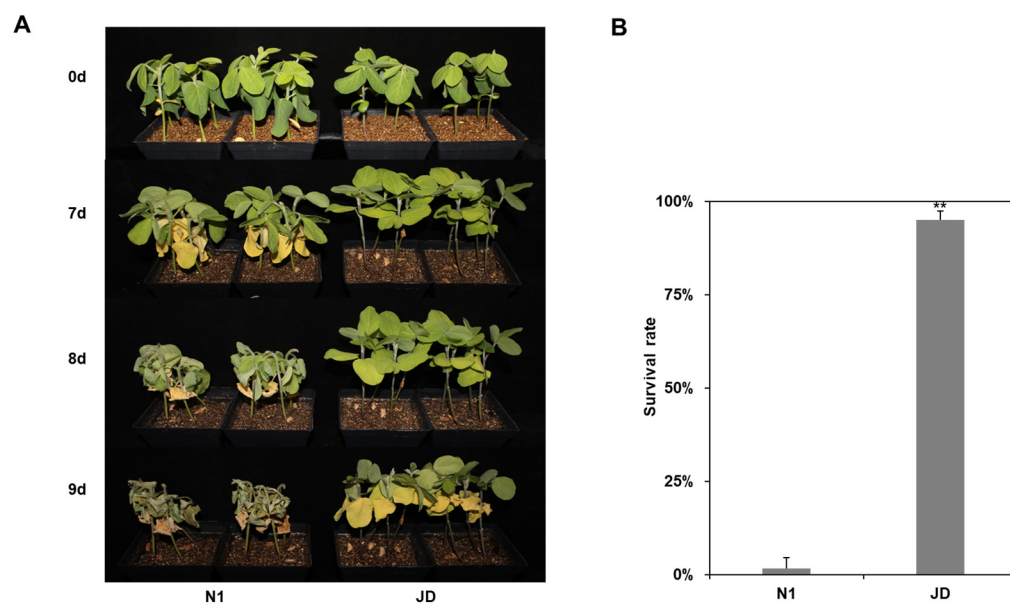 A
B
0d
7d
8d
9d
N1 JD
Survival rate
100%
75%
50%
25%
0%
**
N1 JD